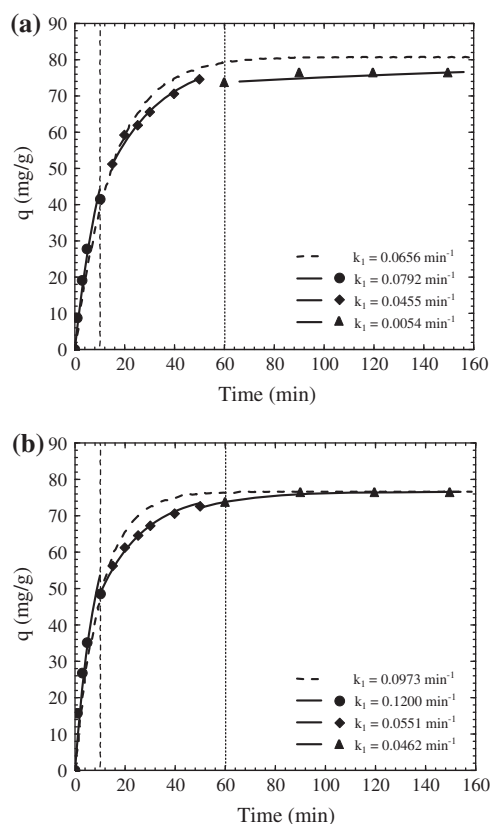 (a)
90
80
70
60
50
40
30
20
10
0
q (mg/g)
k₁ = 0.0656 min⁻¹
k₁ = 0.0792 min⁻¹
k₁ = 0.0455 min⁻¹
k₁ = 0.0054 min⁻¹
0 20 40 60 80 100 120 140 160
Time (min)
(b)
90
80
70
60
50
40
30
20
10
0
q (mg/g)
k₁ = 0.0973 min⁻¹
k₁ = 0.1200 min⁻¹
k₁ = 0.0551 min⁻¹
k₁ = 0.0462 min⁻¹
0 20 40 60 80 100 120 140 160
Time (min)